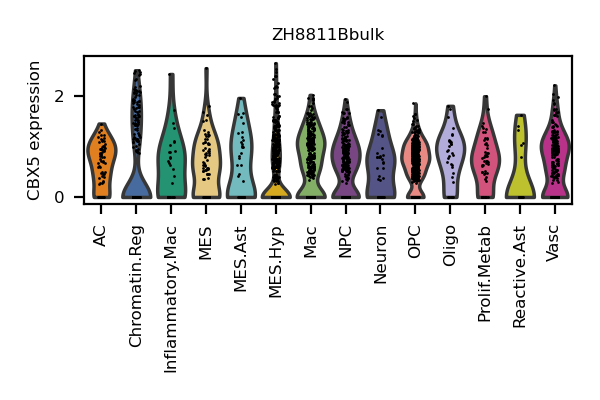 ZH8811Bbulk
CBX5 expression
2
0
AC
Chromatin.Reg
Inflammatory.Mac
MES
MES.Ast
MES.Hyp
Mac
NPC
Neuron
OPC
Oligo
Prolif.Metab
Reactive.Ast
Vasc